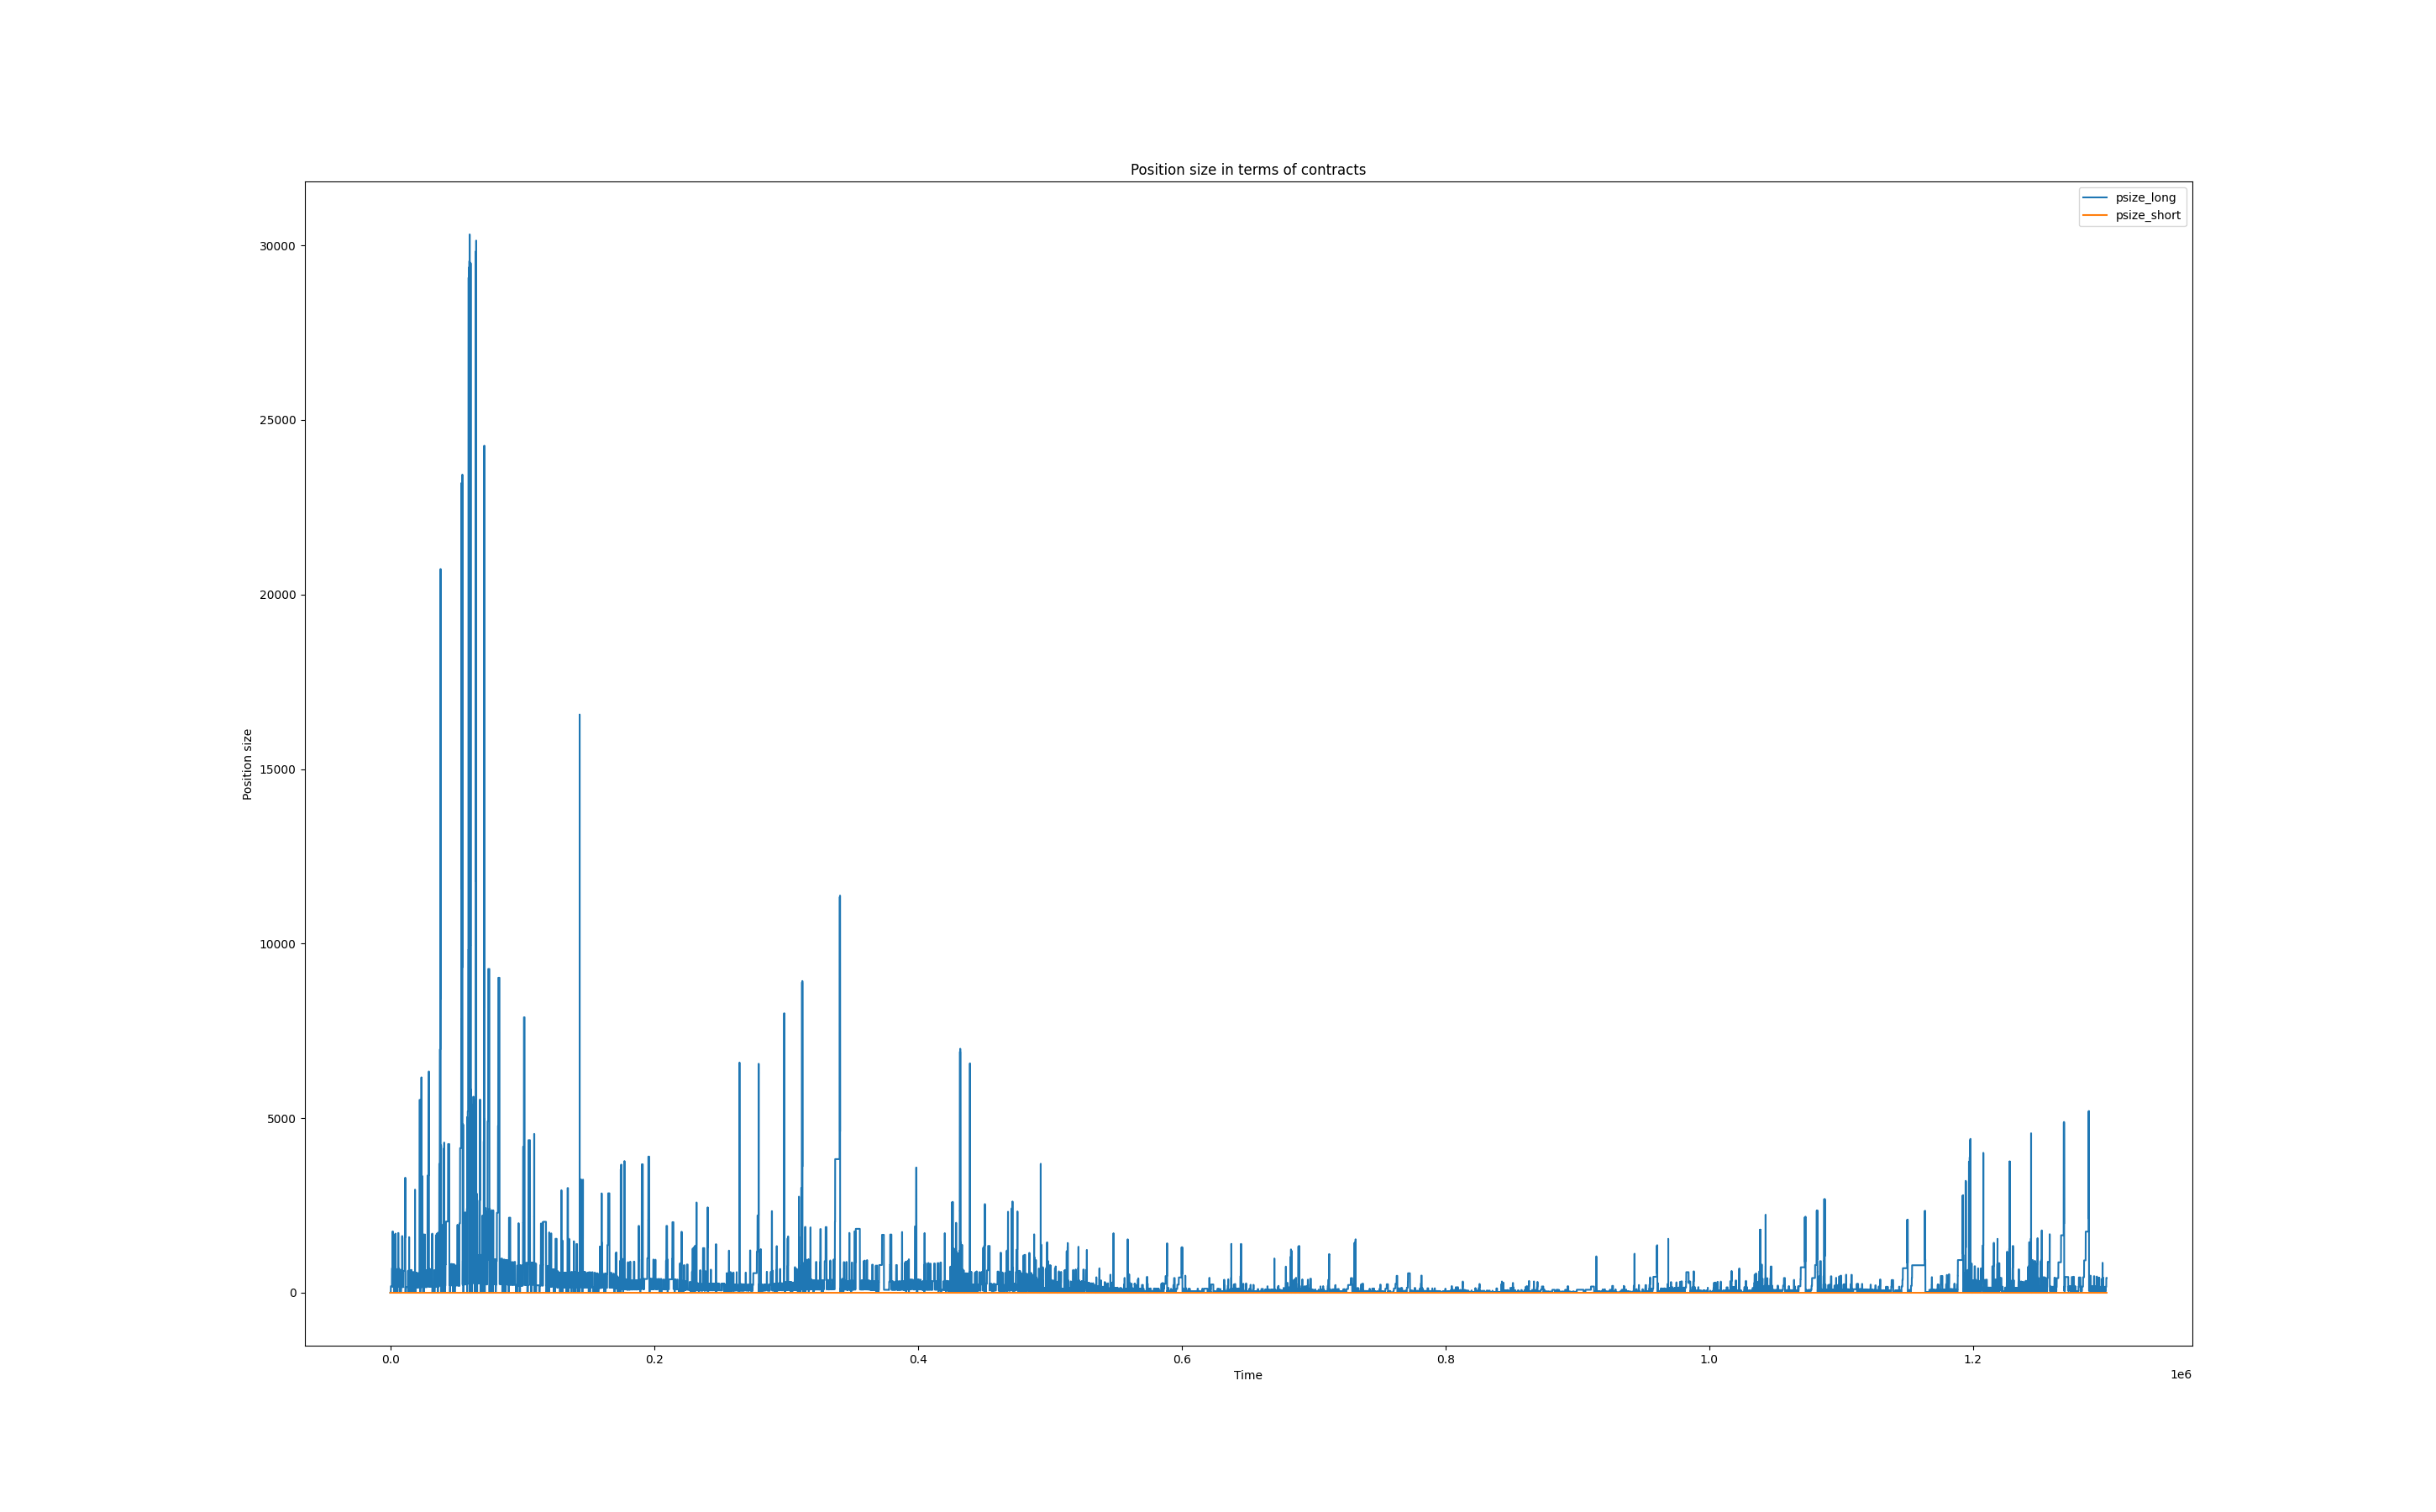 Position size in terms of contracts
psize_long
psize_short
30000
25000
20000
15000
10000
5000
0
Position size
0.0 0.2 0.4 0.6 0.8 1.0 1.2
Time
1e6